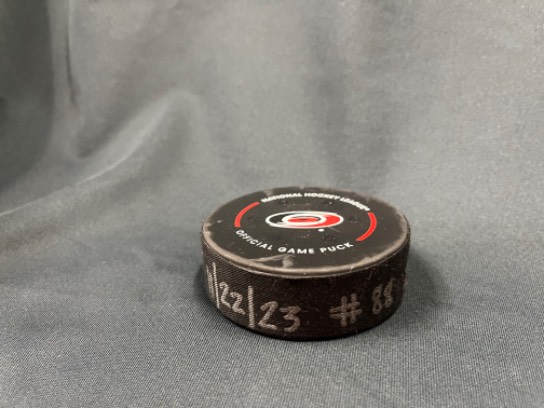 NATIONAL HOCKEY LEAGUE
OFFICIAL GAME PUCK
/22/23 #88